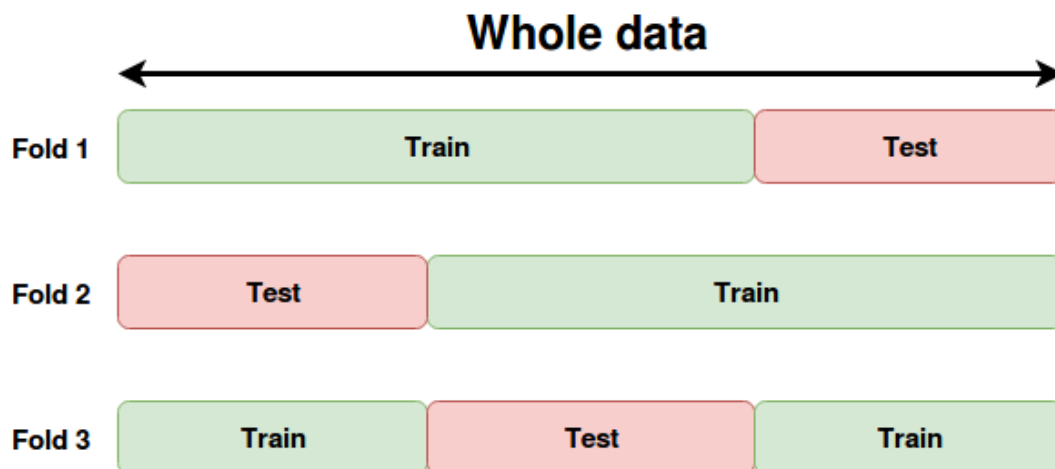 Whole data
Fold 1 Train Test
Fold 2 Test Train
Fold 3 Train Test Train